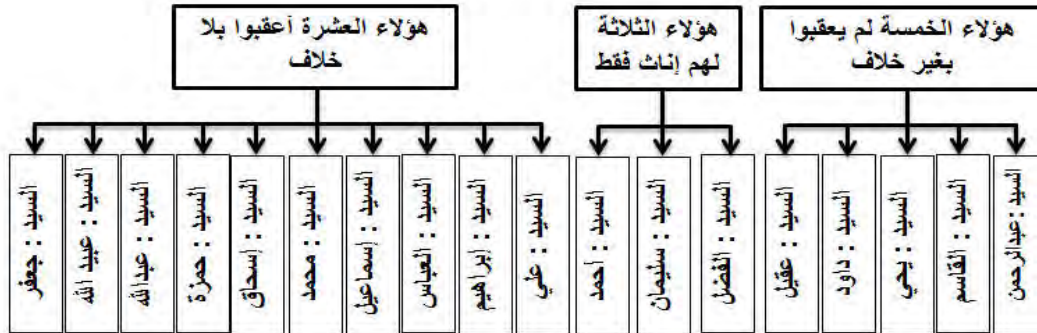 هؤلاء الخمسة لم يعقبوا
بغير خلاف
هؤلاء الثلاثة
لهم إناث فقط
هؤلاء العشرة أعقبوا بلا
خلاف
السيد : عبدالرحمن
السيد : القاسم
السيد : يحي
السيد : داود
السيد : عقيل
السيد : الفضل
السيد : سليمان
السيد : احمد
السيد : علي
السيد : إبراهيم
السيد : العباس
السيد : إسماعيل
السيد : محمد
السيد : إسحاق
السيد : حمزة
السيد : عبدالله
السيد : عبيد الله
السيد : جعفر